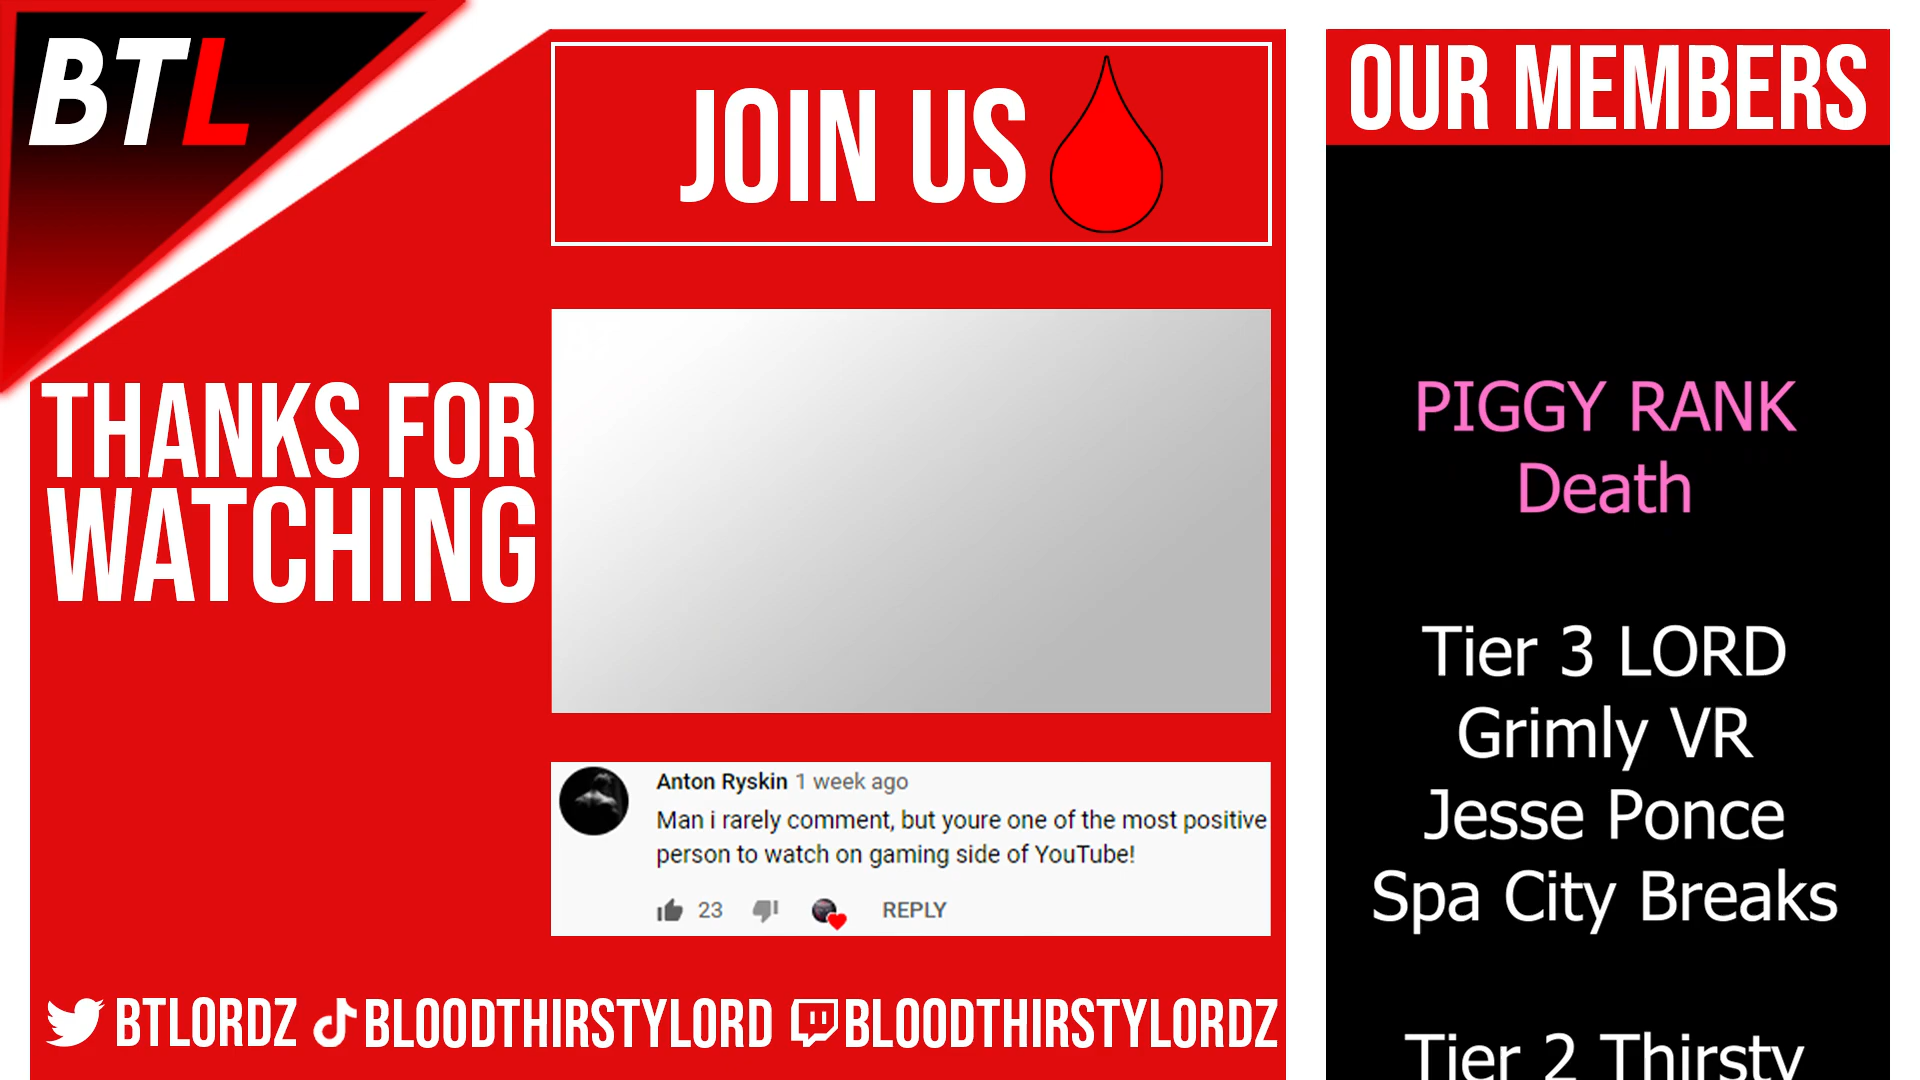 BTL
JOIN US
THANKS FOR
WATCHING
Anton Ryskin 1 week ago
Man i rarely comment, but youre one of the most positive
person to watch on gaming side of YouTube!
23 REPLY
BTLORDZ BLOODTHIRSTYLORD BLOODTHIRSTYLORDZ
OUR MEMBERS
PIGGY RANK
Death
Tier 3 LORD
Grimly VR
Jesse Ponce
Spa City Breaks
Tier 2 Thirsty